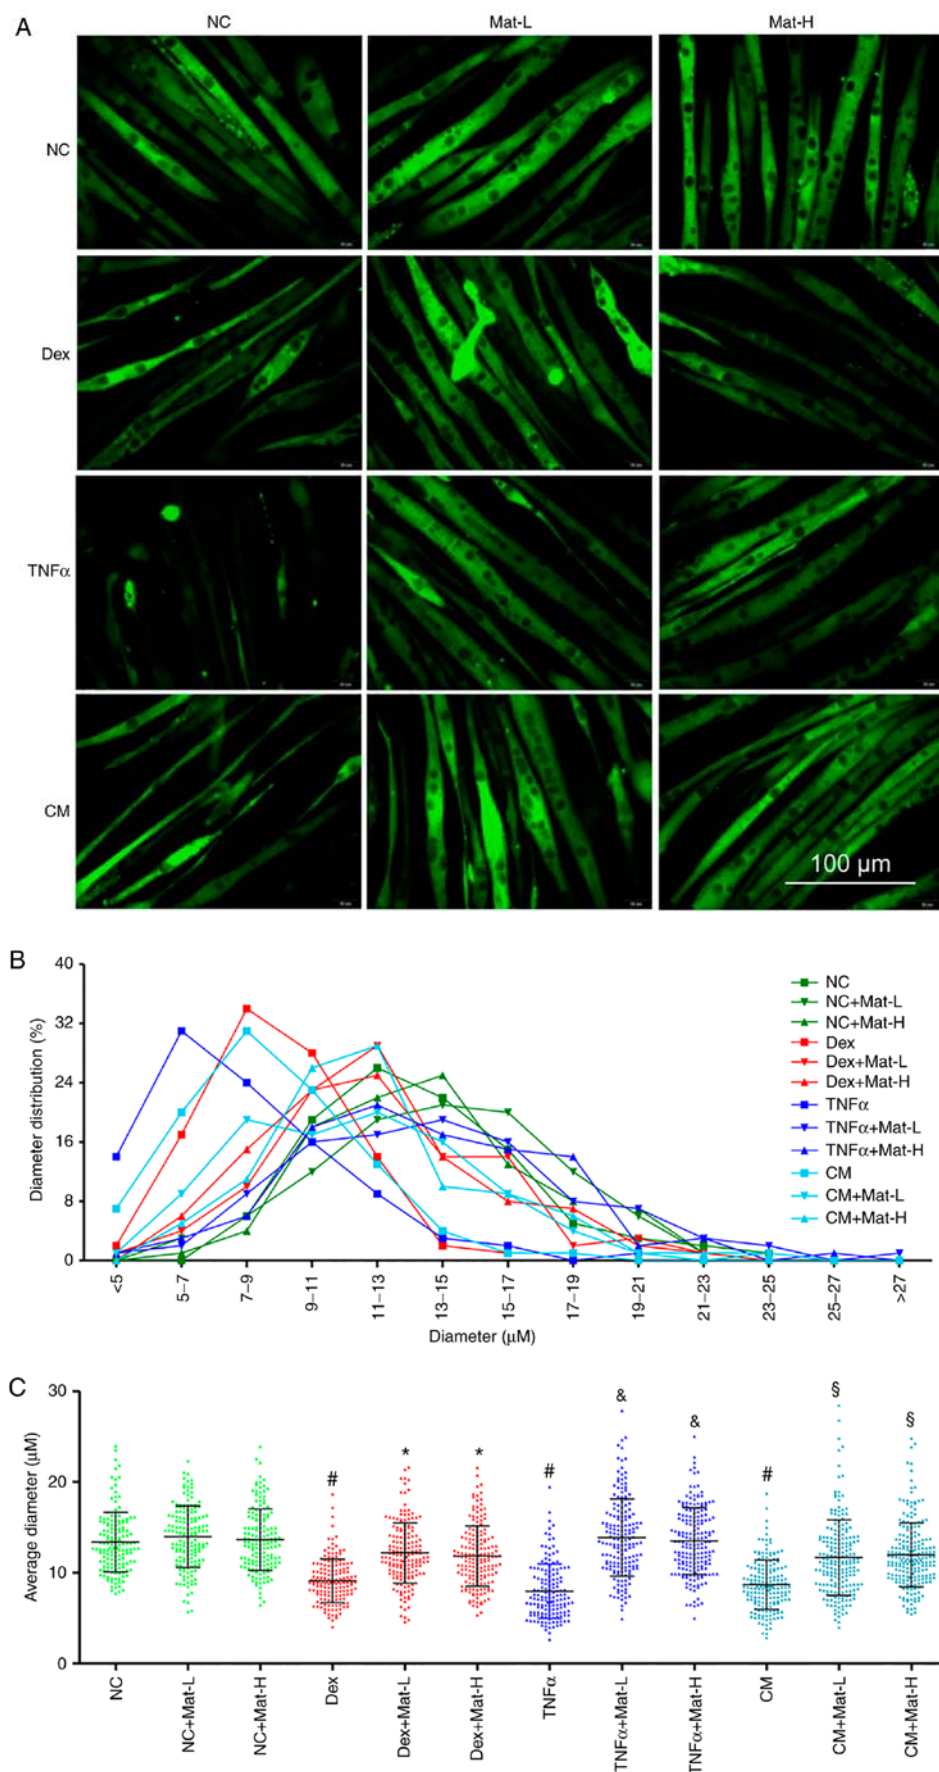 A
NC Mat-L Mat-H
NC
Dex
TNFα
CM
100 µm
B
40
32
24
16
8
0
Diameter distribution (%)
<5 5–7 7–9 9–11 11–13 13–15 15–17 17–19 19–21 21–23 23–25 25–27 >27
Diameter (µM)
NC
NC+Mat-L
NC+Mat-H
Dex
Dex+Mat-L
Dex+Mat-H
TNFα
TNFα+Mat-L
TNFα+Mat-H
CM
CM+Mat-L
CM+Mat-H
C
30
20
10
0
Average diameter (µM)
# * * # & & # § §
NC NC+Mat-L NC+Mat-H Dex Dex+Mat-L Dex+Mat-H TNFα TNFα+Mat-L TNFα+Mat-H CM CM+Mat-L CM+Mat-H